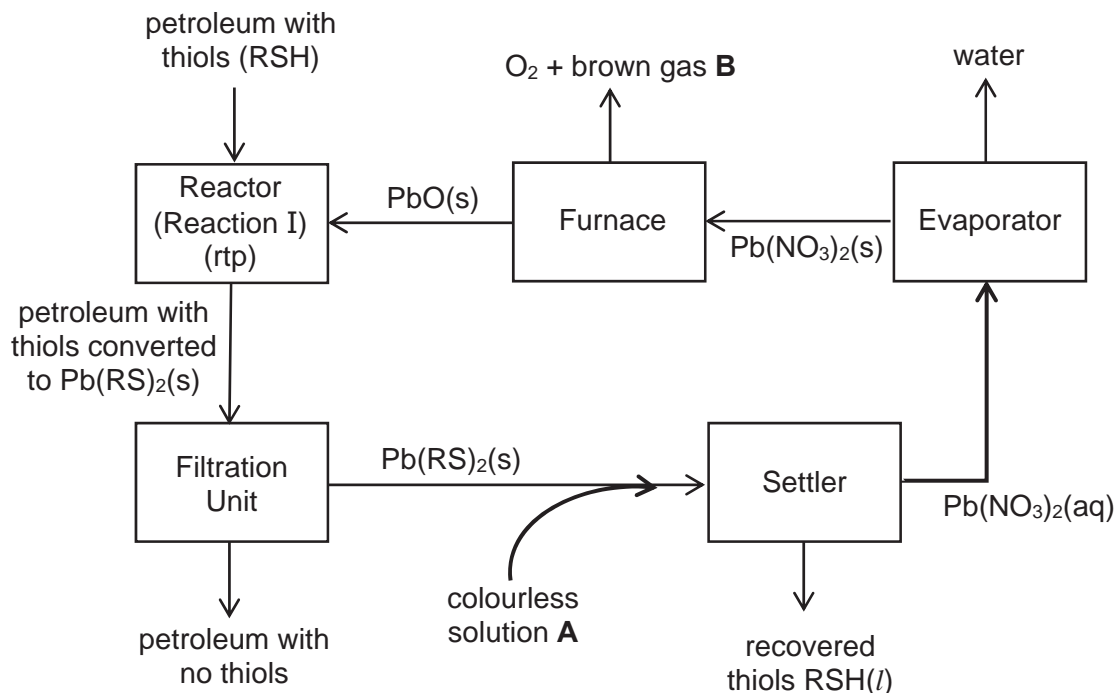 petroleum with
thiols (RSH)
O₂ + brown gas B
water
Reactor
(Reaction I)
(rtp)
PbO(s)
Furnace
Pb(NO₃)₂(s)
Evaporator
petroleum with
thiols converted
to Pb(RS)₂(s)
Filtration
Unit
Pb(RS)₂(s)
Settler
Pb(NO₃)₂(aq)
colourless
solution A
petroleum with
no thiols
recovered
thiols RSH(l)